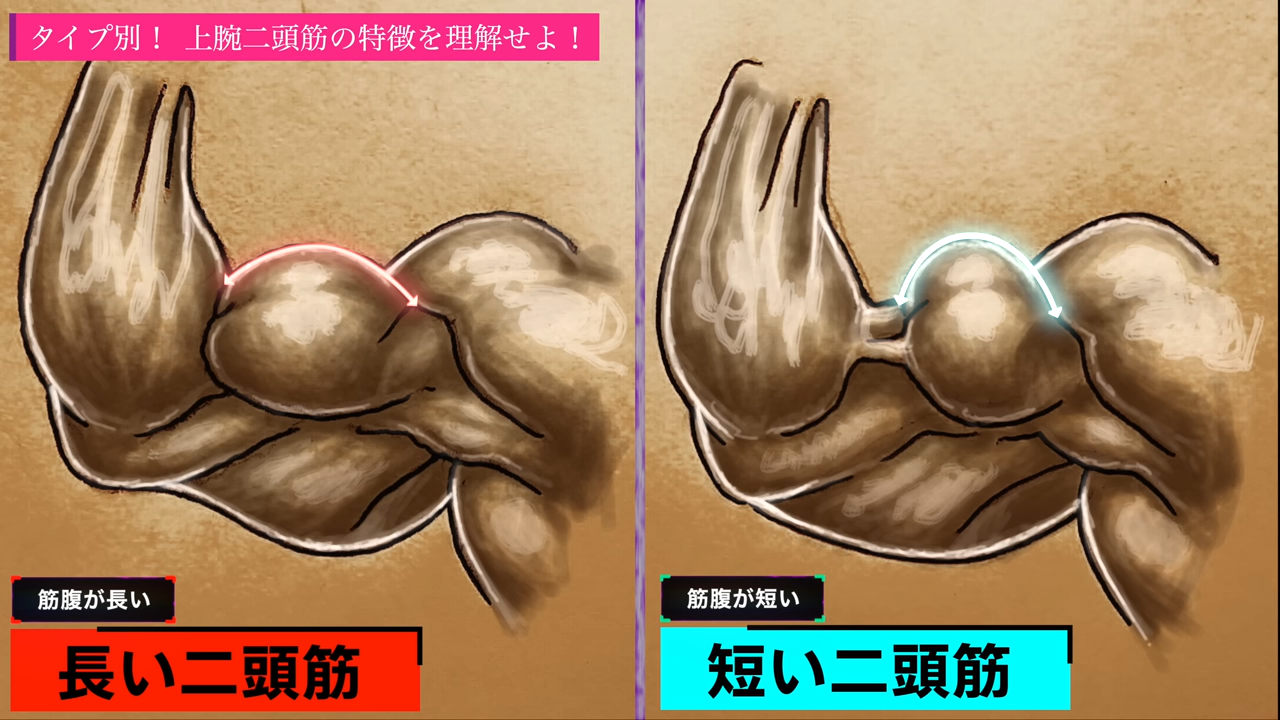 タイプ別！ 上腕二頭筋の特徴を理解せよ！
筋腹が長い
長い二頭筋
筋腹が短い
短い二頭筋